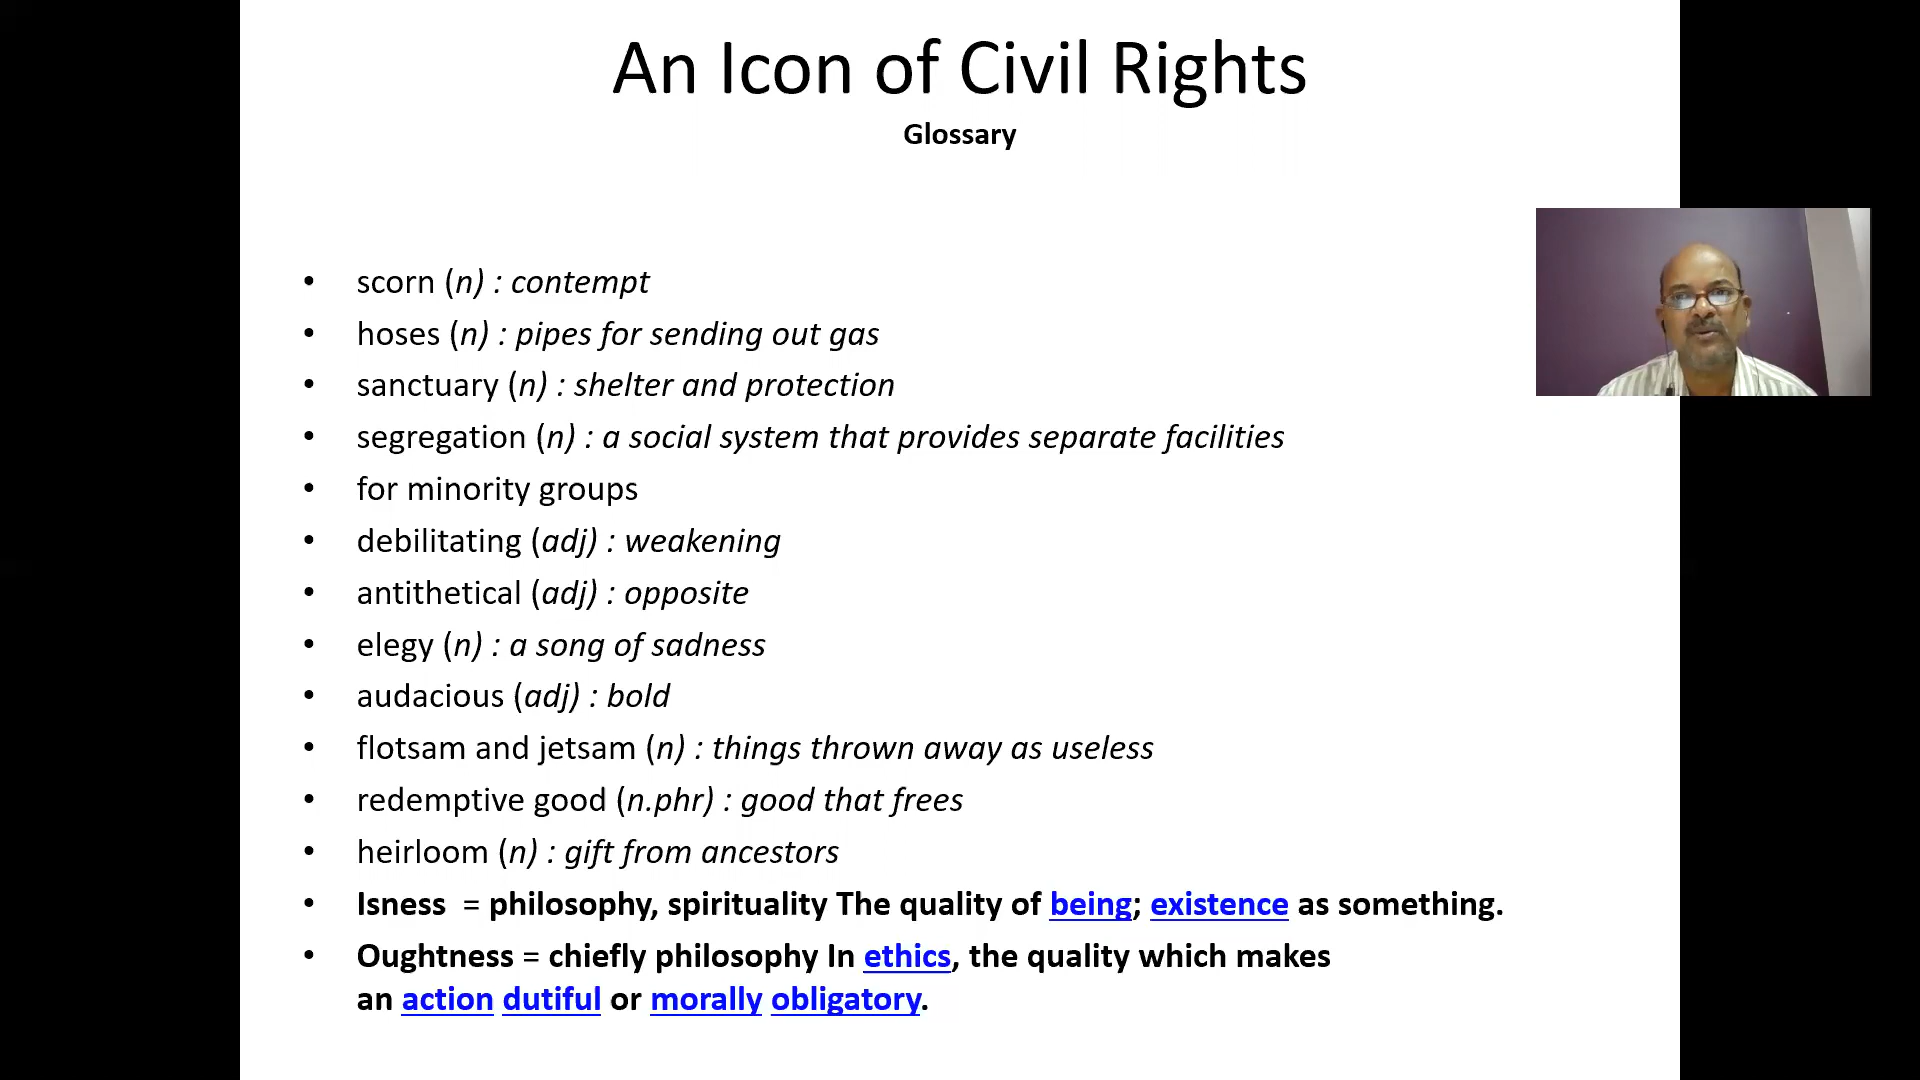 An Icon of Civil Rights
Glossary
• scorn (n) : contempt
• hoses (n) : pipes for sending out gas
• sanctuary (n) : shelter and protection
• segregation (n) : a social system that provides separate facilities
• for minority groups
• debilitating (adj) : weakening
• antithetical (adj) : opposite
• elegy (n) : a song of sadness
• audacious (adj) : bold
• flotsam and jetsam (n) : things thrown away as useless
• redemptive good (n.phr) : good that frees
• heirloom (n) : gift from ancestors
• Isness = philosophy, spirituality The quality of being; existence as something.
• Oughtness = chiefly philosophy In ethics, the quality which makes
an action dutiful or morally obligatory.